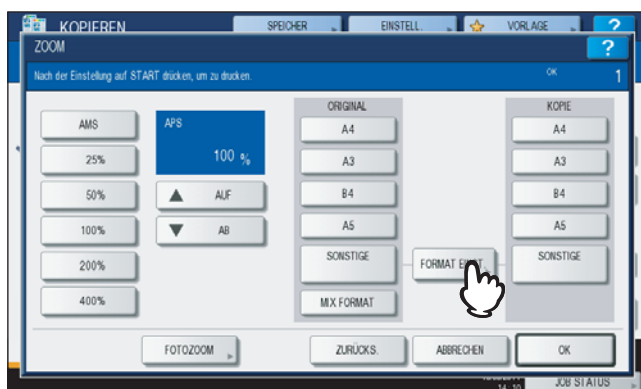 KOPIEREN SPEICHER EINSTELL. VORLAGE ?
ZOOM ?
Nach der Einstellung auf START drücken, um zu drucken. OK 1
ORIGINAL KOPIE
AMS APS A4 A4
25% 100 % A3 A3
50% AUF B4 B4
100% AB A5 A5
200% SONSTIGE FORMAT SONSTIGE
400% MIX FORMAT
FOTOZOOM ZURÜCKS. ABBRECHEN OK
JOB STATUS